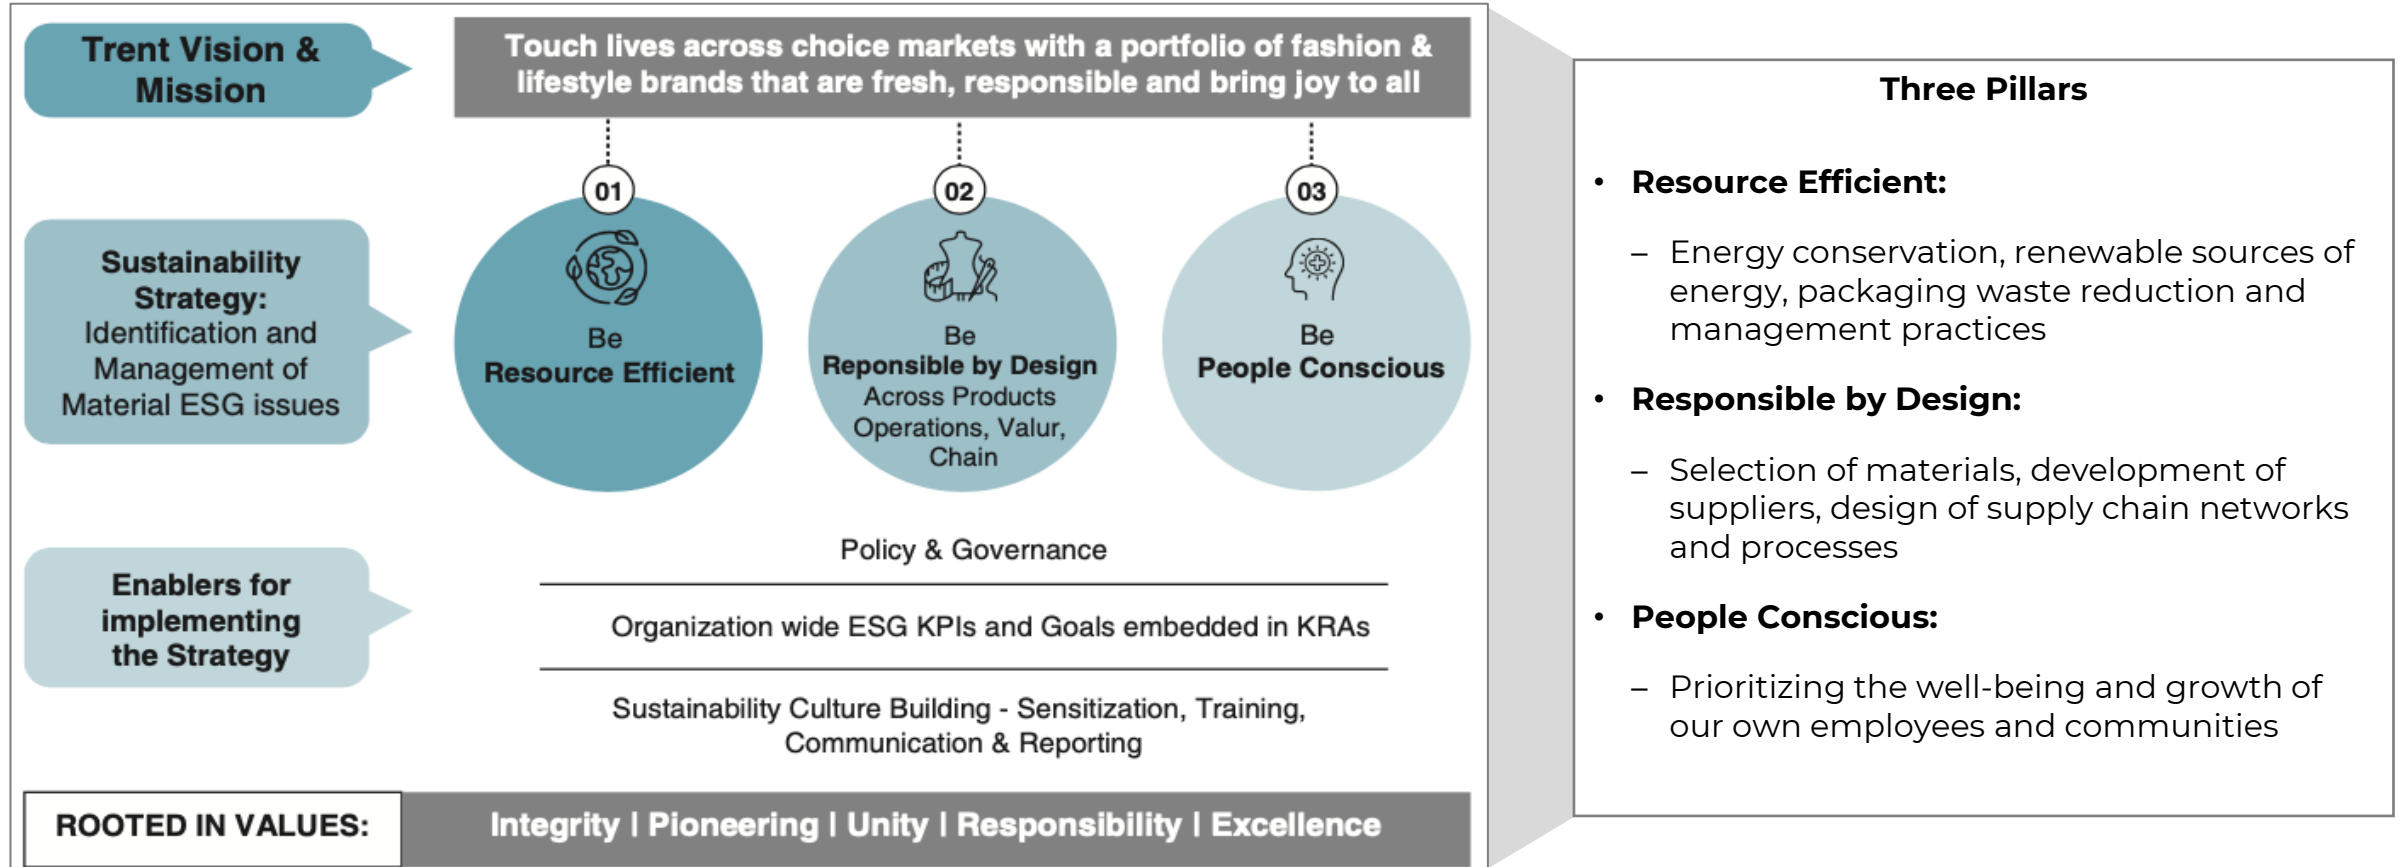 Trent Vision &
Mission
Touch lives across choice markets with a portfolio of fashion &
lifestyle brands that are fresh, responsible and bring joy to all
Sustainability
Strategy:
Identification and
Management of
Material ESG issues
01
Be
Resource Efficient
02
Be
Reponsible by Design
Across Products
Operations, Valur,
Chain
03
Be
People Conscious
Enablers for
implementing
the Strategy
Policy & Governance
Organization wide ESG KPIs and Goals embedded in KRAs
Sustainability Culture Building - Sensitization, Training,
Communication & Reporting
ROOTED IN VALUES:
Integrity | Pioneering | Unity | Responsibility | Excellence
Three Pillars
• Resource Efficient:
– Energy conservation, renewable sources of
energy, packaging waste reduction and
management practices
• Responsible by Design:
– Selection of materials, development of
suppliers, design of supply chain networks
and processes
• People Conscious:
– Prioritizing the well-being and growth of
our own employees and communities